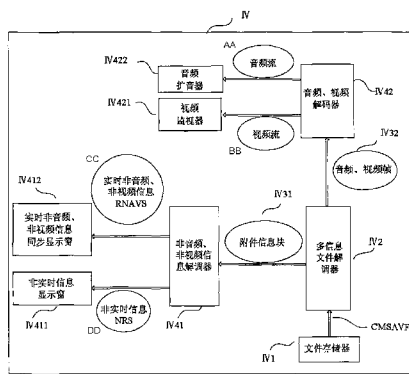 IV
AA
IV422
音频流
音频
扩音器
音频、视频
解码器
IV42
IV421
视频
监视器
视频流
BB
IV32
音频、视频帧
CC
IV412
实时非音频、
非视频信息
RNAVS
IV31
实时非音频、
非视频信息
同步显示窗
非音频、
非视频信
息解调器
附件信息块
多信息
文件解
调器
IV2
非实时信息
显示窗
IV411
非实时信息
NRS
DD
IV41
CMSAVF
IV1
文件存储器